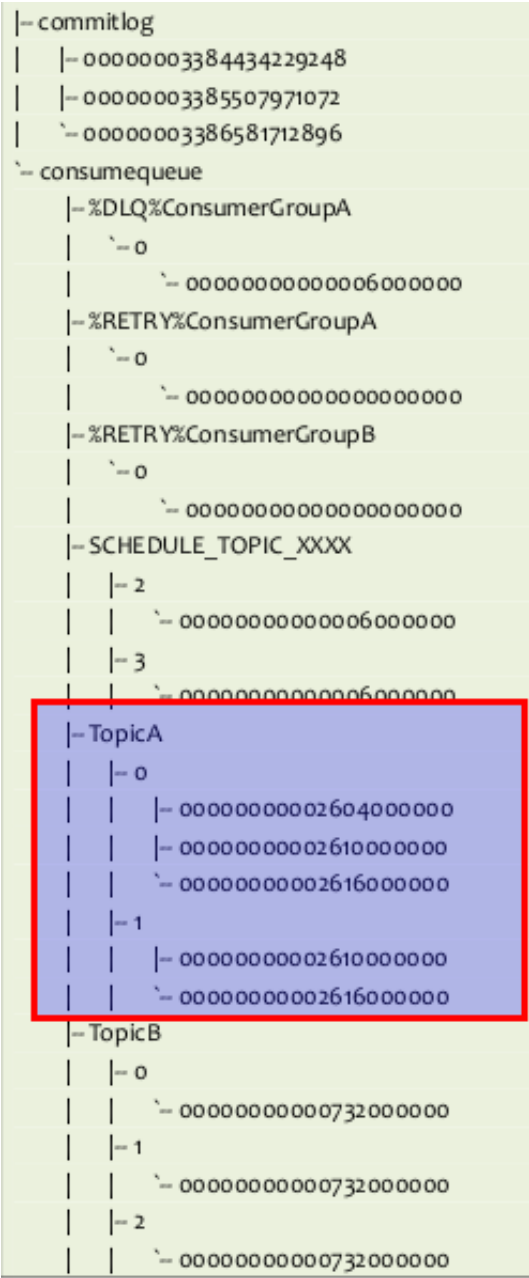 |-- commitlog
|   |-- 00000003384434229248
|   |-- 00000003385507971072
|   `-- 00000003386581712896
`-- consumequeue
    |-- %DLQ%ConsumerGroupA
    |   `-- 0
    |       `-- 00000000000006000000
    |-- %RETRY%ConsumerGroupA
    |   `-- 0
    |       `-- 00000000000000000000
    |-- %RETRY%ConsumerGroupB
    |   `-- 0
    |       `-- 00000000000000000000
    |-- SCHEDULE_TOPIC_XXXX
    |   |-- 2
    |   |   `-- 00000000000006000000
    |   |-- 3
    |       `-- 00000000000006000000
    |-- TopicA
    |   |-- 0
    |   |   |-- 00000000002604000000
    |   |   |-- 00000000002610000000
    |   |   `-- 00000000002616000000
    |   |-- 1
    |   |   |-- 00000000002610000000
    |   |   `-- 00000000002616000000
    |-- TopicB
    |   |-- 0
    |   |   `-- 00000000000732000000
    |   |-- 1
    |   |   `-- 00000000000732000000
    |   |-- 2
    |   |   `-- 00000000000732000000